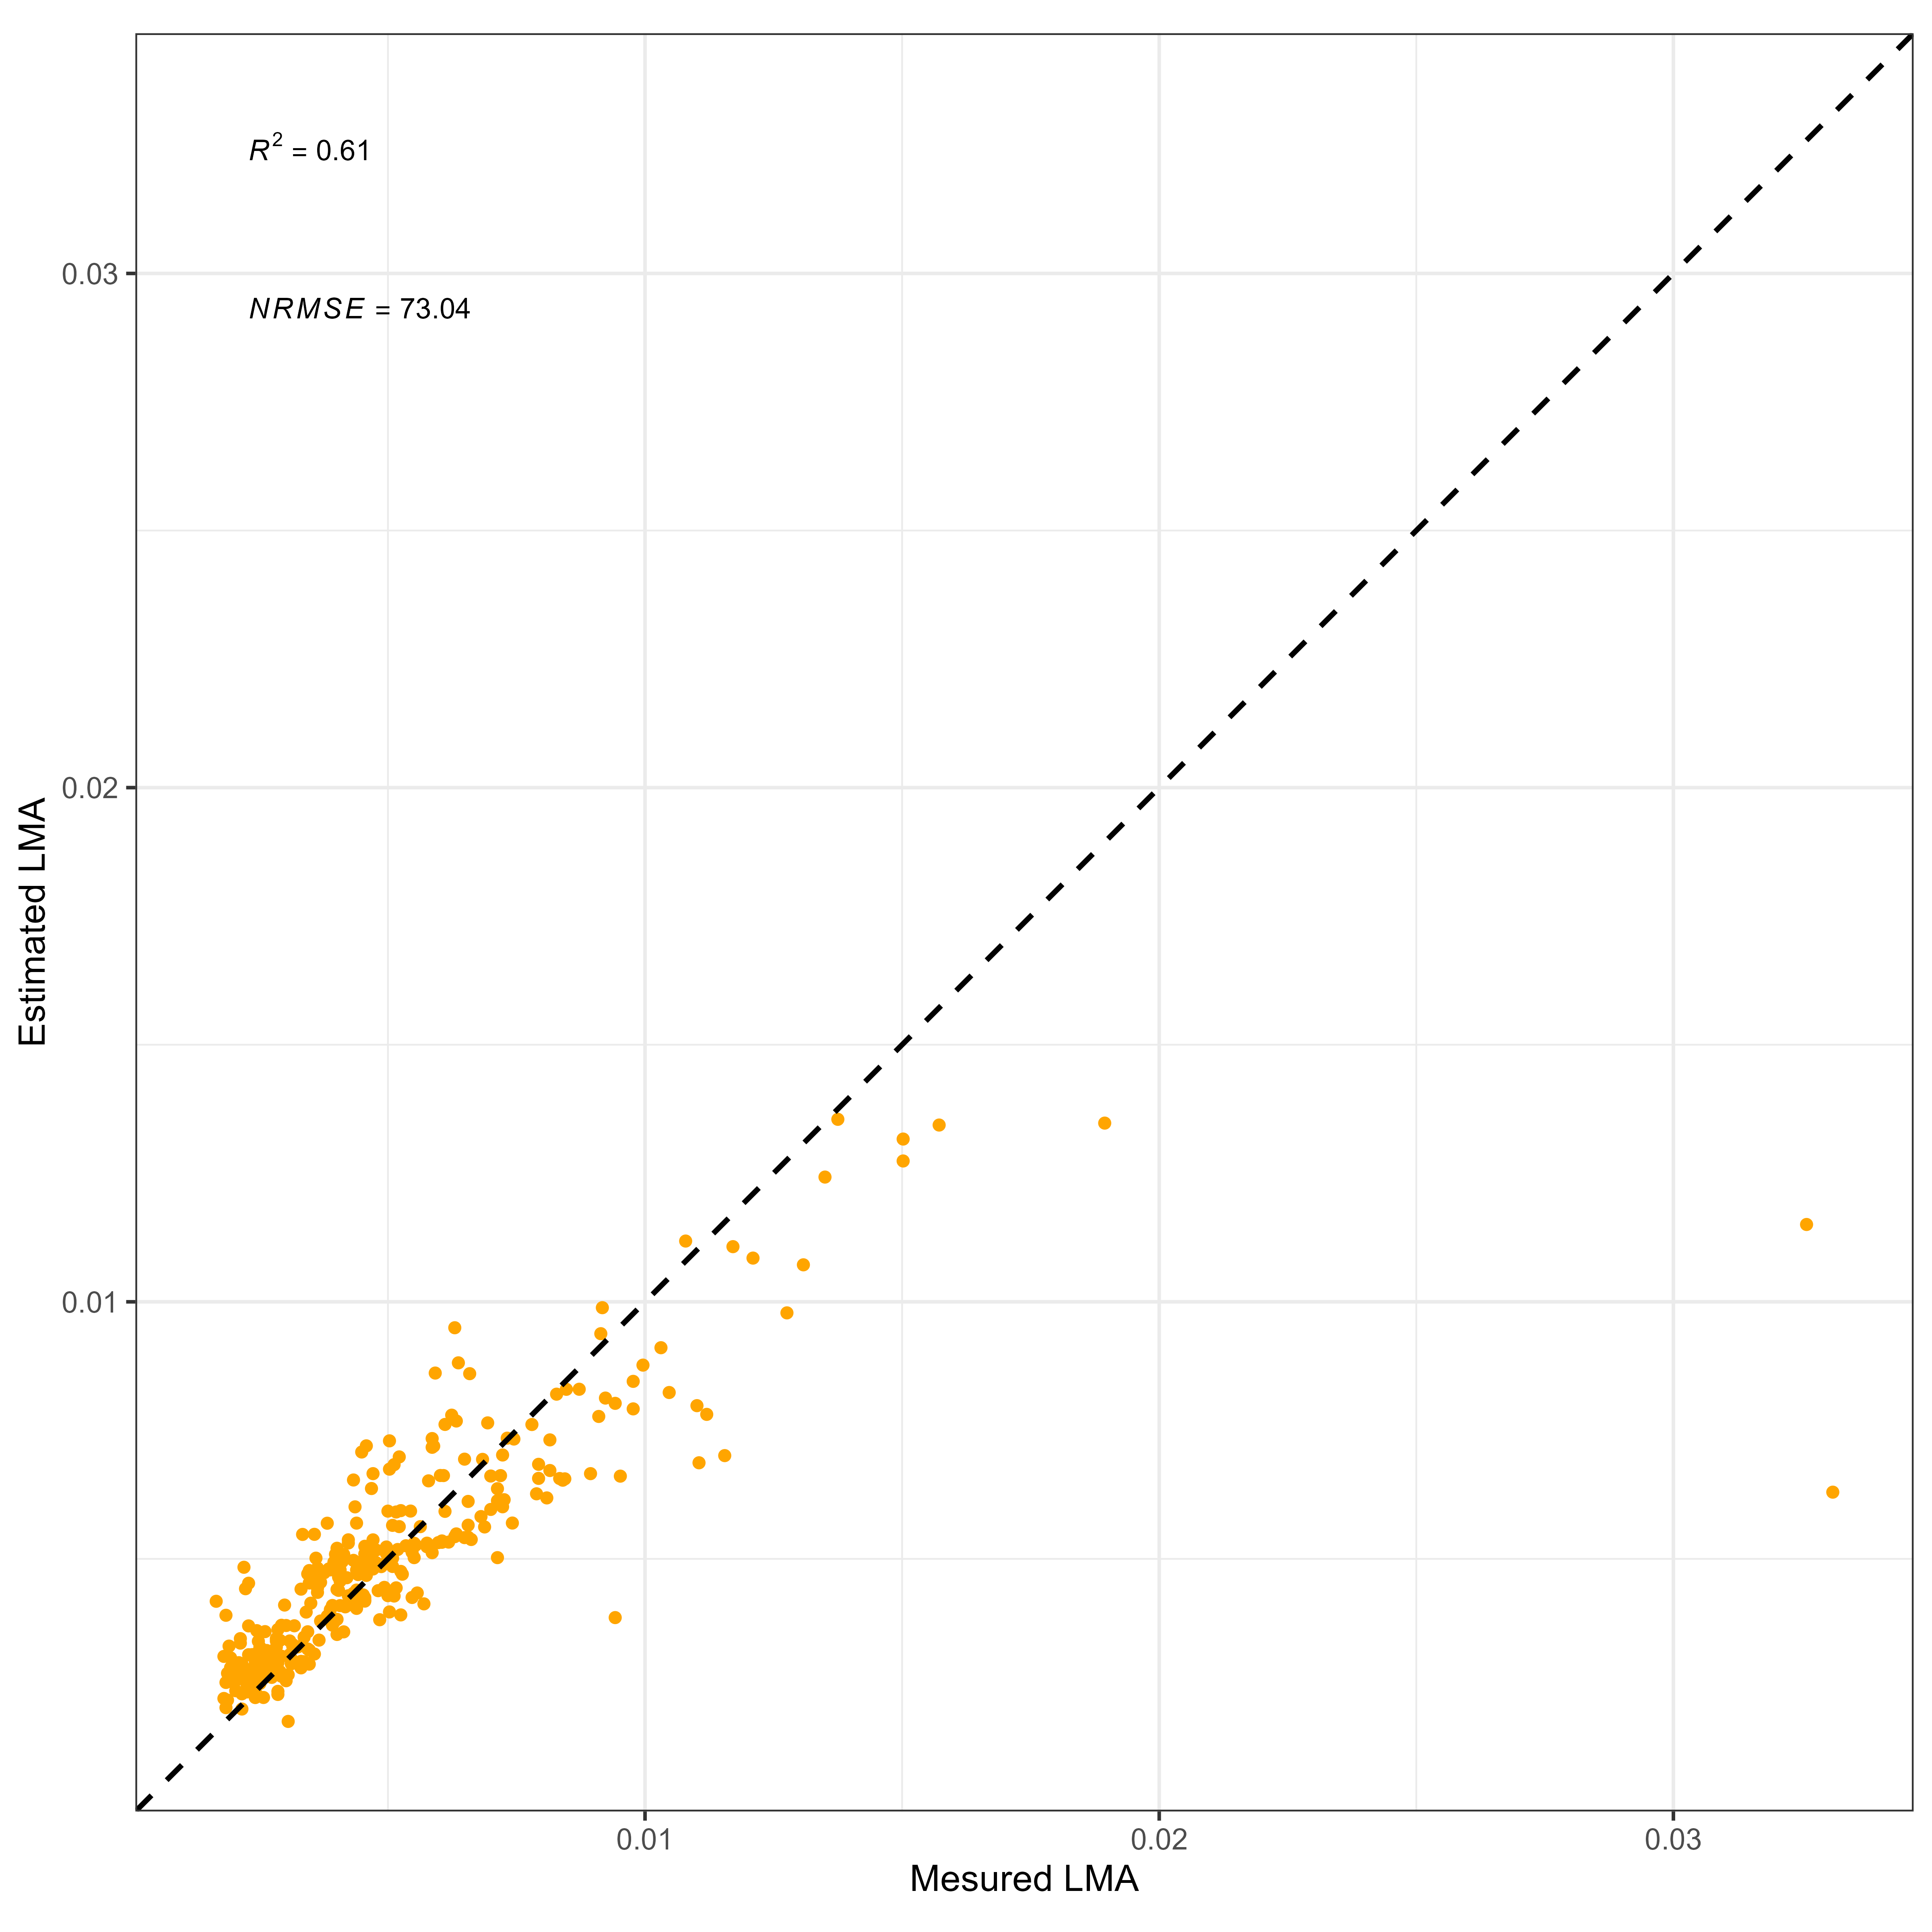 R² = 0.61
NRMSE = 73.04
0.03
0.02
0.01
Estimated LMA
0.01
0.02
0.03
Mesured LMA